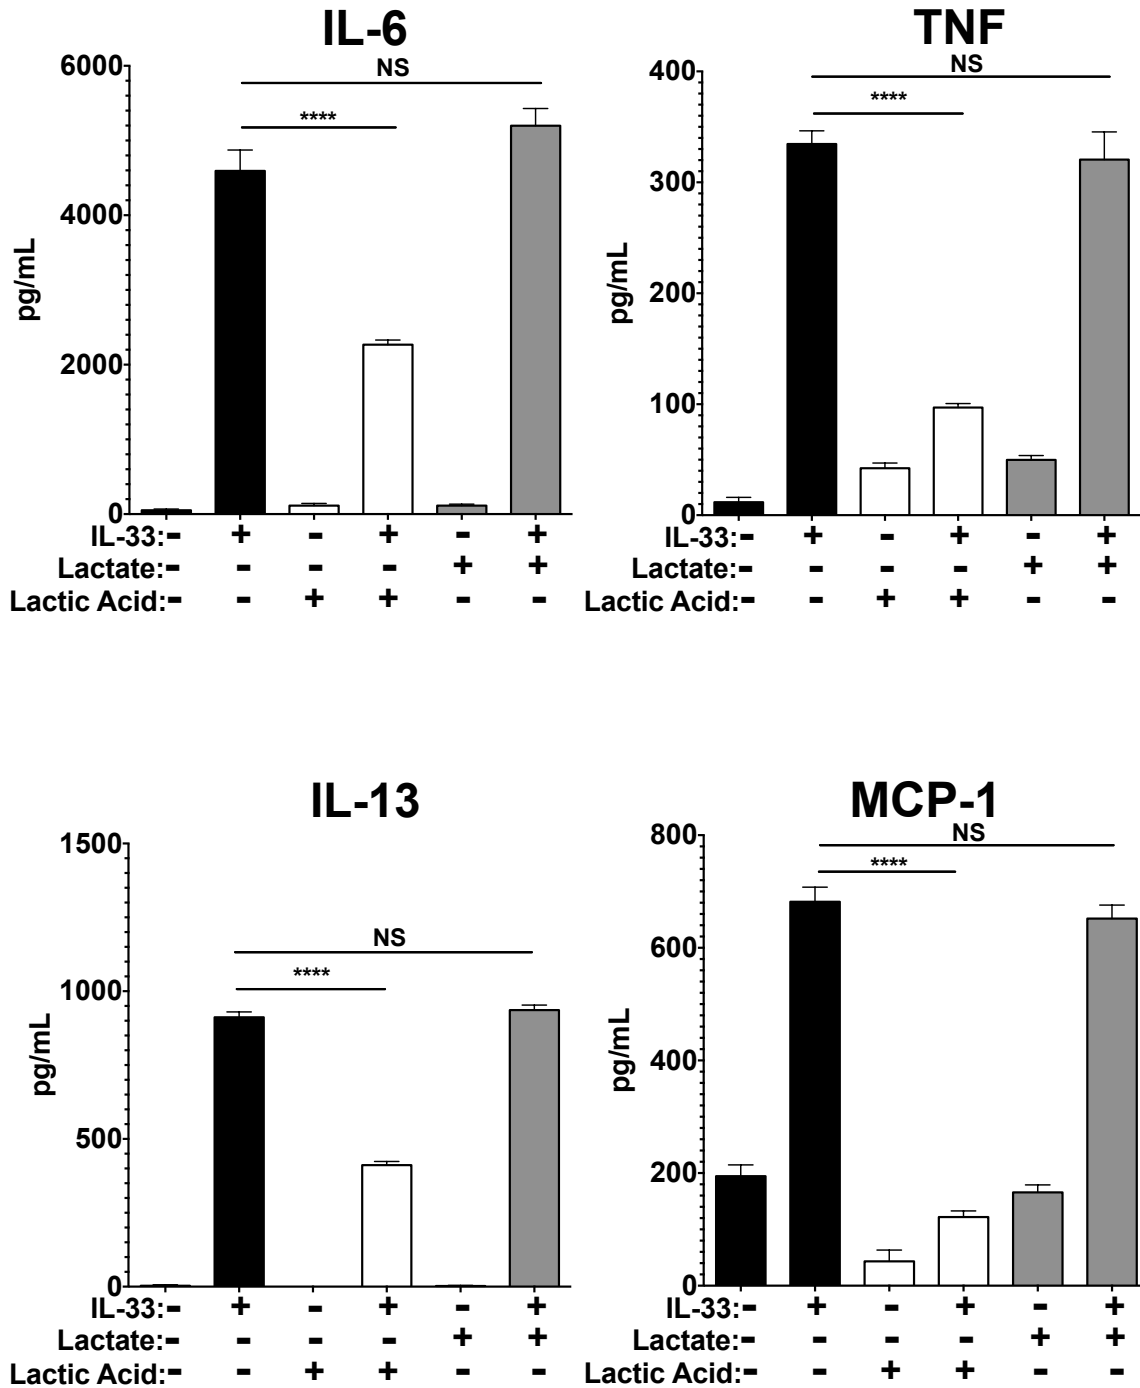 IL-6
NS
****
6000
4000
2000
0
pg/mL
IL-33: - + - + - +
Lactate: - - - - + +
Lactic Acid: - - + + - -
TNF
NS
****
400
300
200
100
0
pg/mL
IL-33: - + - + - +
Lactate: - - - - + +
Lactic Acid: - - + + - -
IL-13
NS
****
1500
1000
500
0
pg/mL
IL-33: - + - + - +
Lactate: - - - - + +
Lactic Acid: - - + + - -
MCP-1
NS
****
800
600
400
200
0
pg/mL
IL-33: - + - + - +
Lactate: - - - - + +
Lactic Acid: - - + + - -